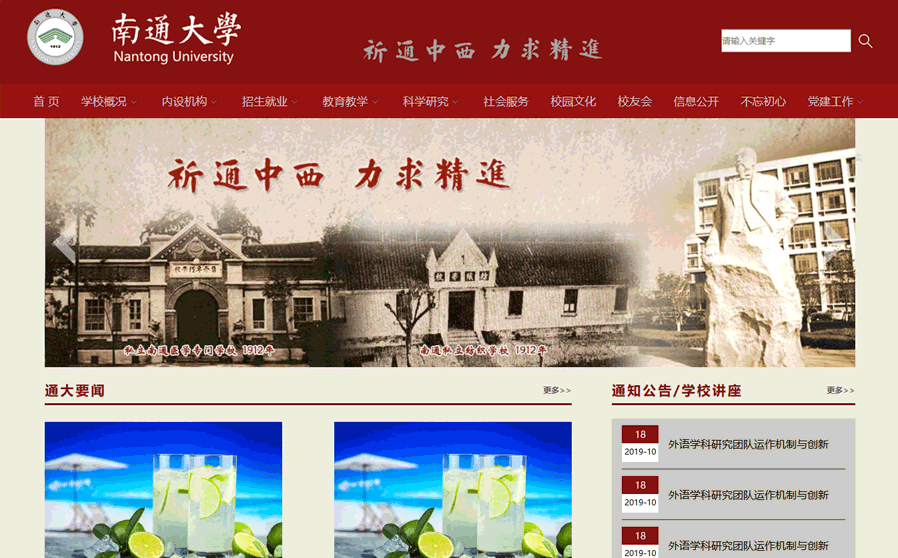 南通大學
Nantong University
祈通中西 力求精進
请输入关键字
首 页 学校概况 内设机构 招生就业 教育教学 科学研究 社会服务 校园文化 校友会 信息公开 不忘初心 党建工作
祈通中西 力求精進
私立南通医学专门学校 1912年
南通私立纺织学校 1912年
通大要闻 更多>>
通知公告/学校讲座 更多>>
18
2019-10
外语学科研究团队运作机制与创新
18
2019-10
外语学科研究团队运作机制与创新
18
2019-10
外语学科研究团队运作机制与创新